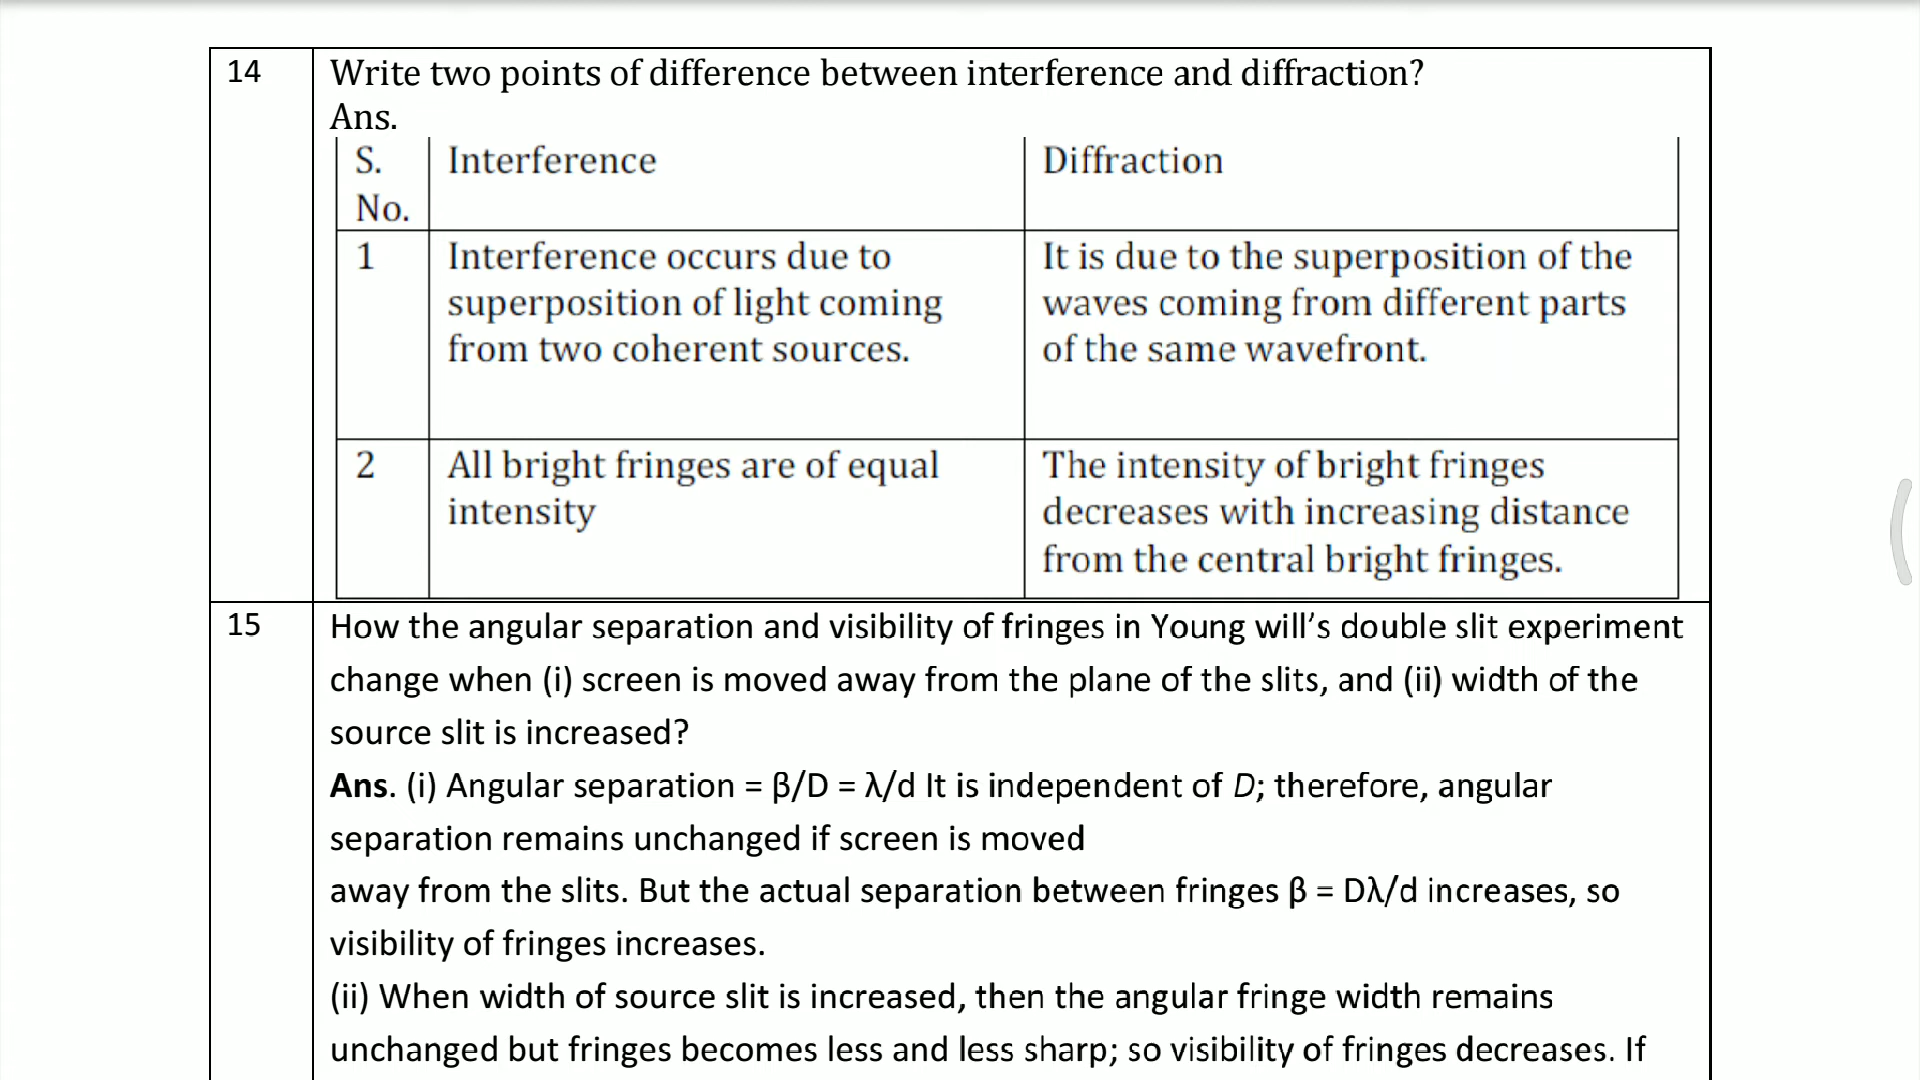 14
Write two points of difference between interference and diffraction?
Ans.
S. No.
Interference
Diffraction
1
Interference occurs due to
superposition of light coming
from two coherent sources.
It is due to the superposition of the
waves coming from different parts
of the same wavefront.
2
All bright fringes are of equal
intensity
The intensity of bright fringes
decreases with increasing distance
from the central bright fringes.
15
How the angular separation and visibility of fringes in Young will’s double slit experiment
change when (i) screen is moved away from the plane of the slits, and (ii) width of the
source slit is increased?
Ans. (i) Angular separation = β/D = λ/d It is independent of D; therefore, angular
separation remains unchanged if screen is moved
away from the slits. But the actual separation between fringes β = Dλ/d increases, so
visibility of fringes increases.
(ii) When width of source slit is increased, then the angular fringe width remains
unchanged but fringes becomes less and less sharp; so visibility of fringes decreases. If